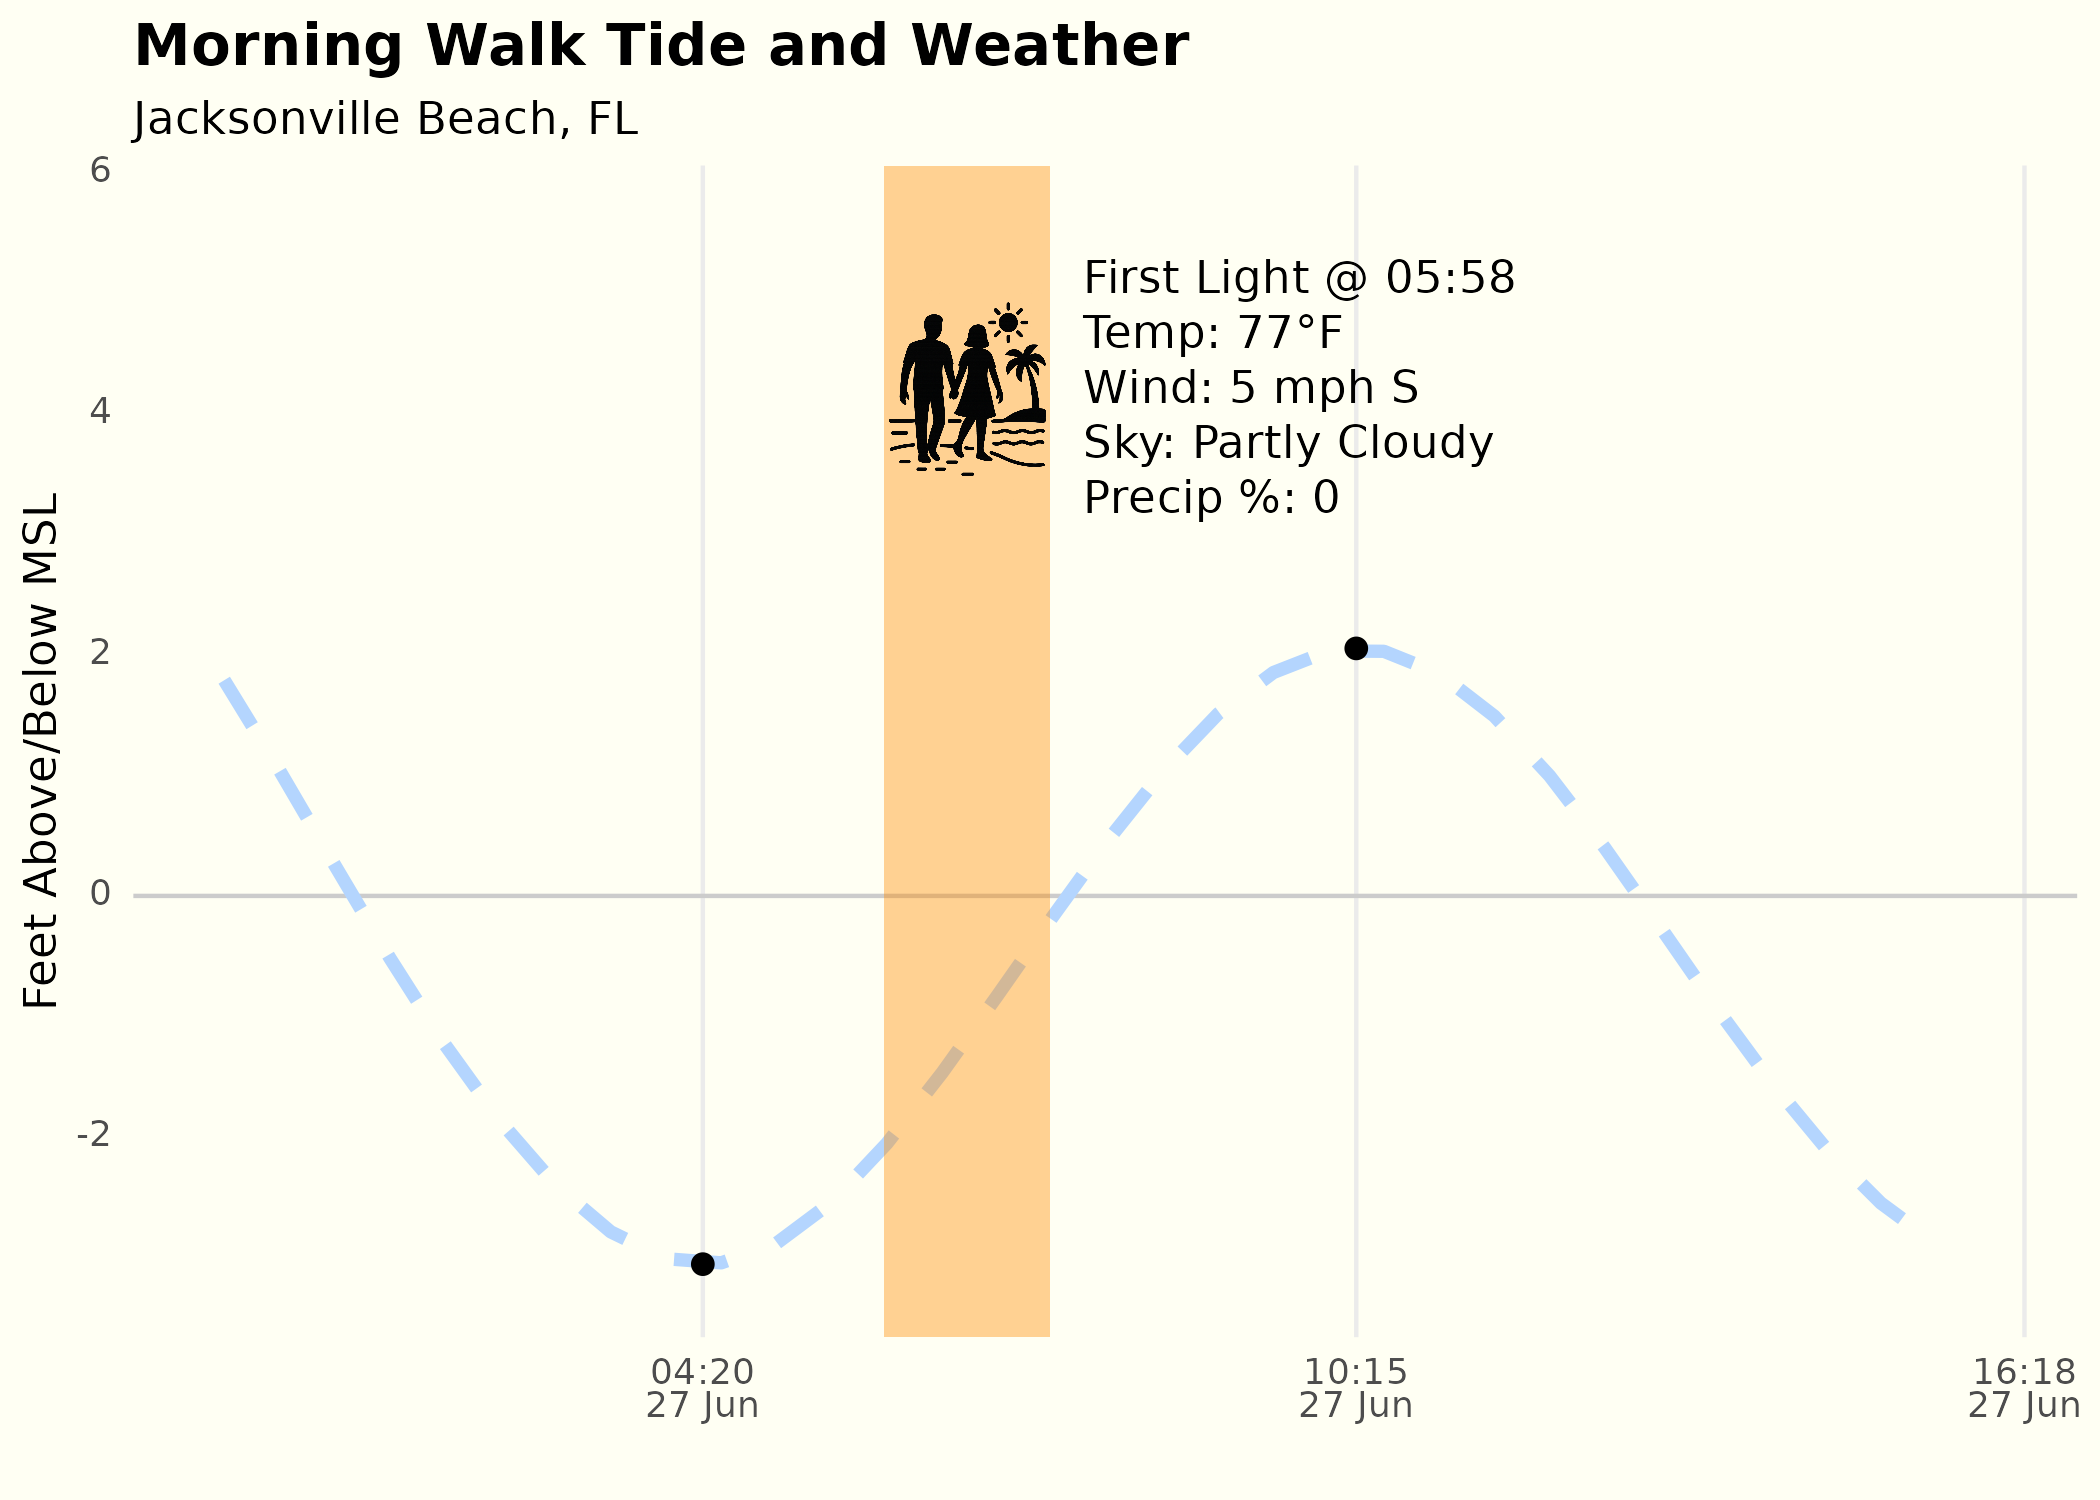 Morning Walk Tide and Weather
Jacksonville Beach, FL
Feet Above/Below MSL
6
4
2
0
-2
First Light @ 05:58
Temp: 77°F
Wind: 5 mph S
Sky: Partly Cloudy
Precip %: 0
04:20
27 Jun
10:15
27 Jun
16:18
27 Jun